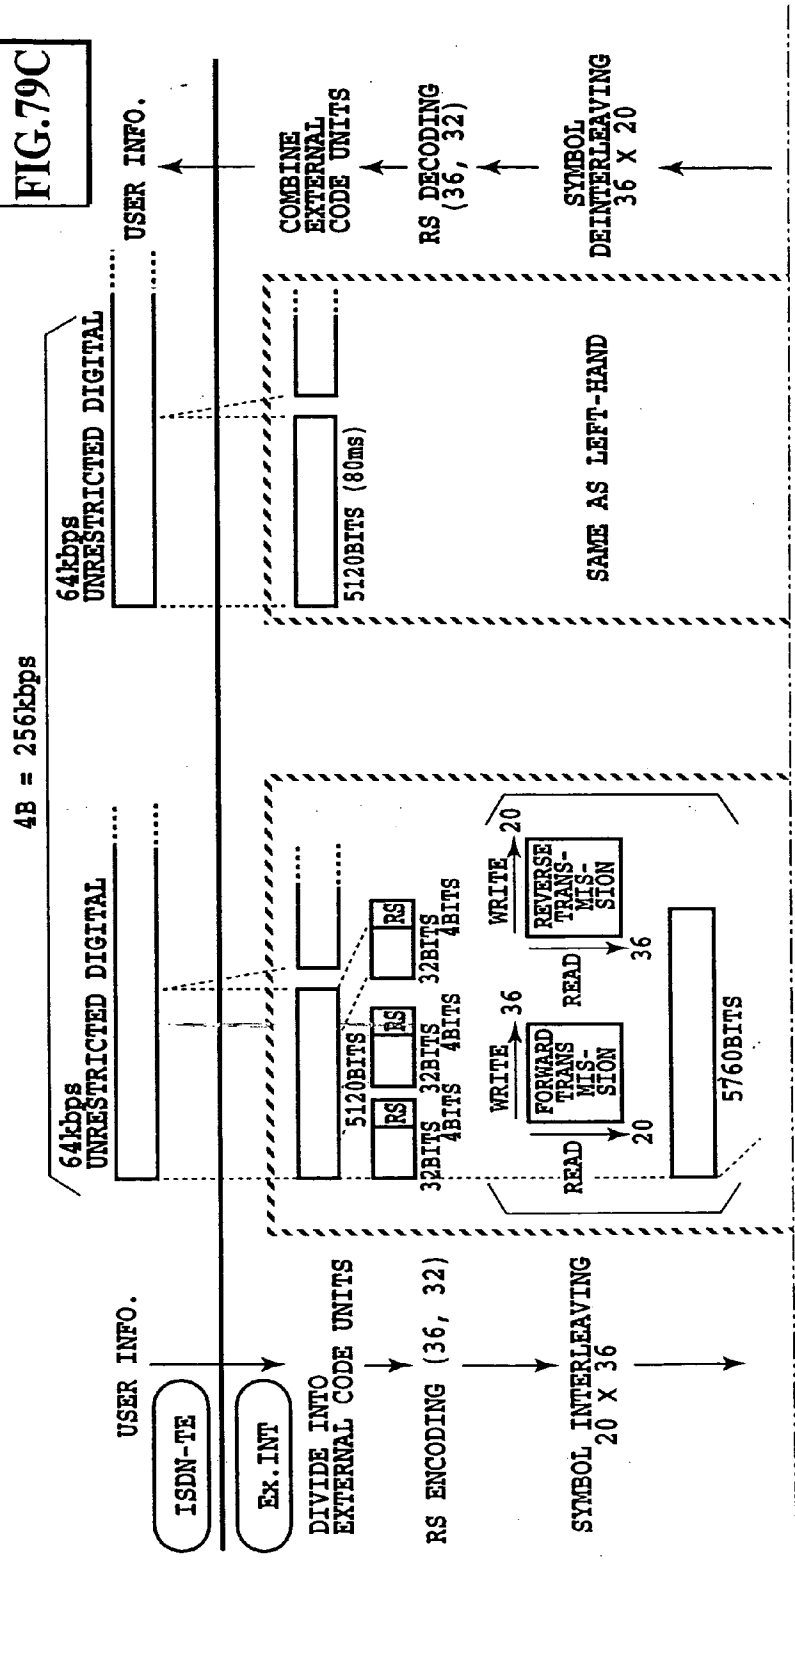 FIG.79C
4B = 256kbps
64kbps
UNRESTRICTED DIGITAL
64kbps
UNRESTRICTED DIGITAL
USER INFO.
USER INFO.
ISDN-TE
Ex.INT
DIVIDE INTO
EXTERNAL CODE UNITS
RS ENCODING (36, 32)
SYMBOL INTERLEAVING
20 X 36
5120BITS
RS
RS
RS
32BITS
4BITS
32BITS
4BITS
32BITS
4BITS
WRITE
36
FORWARD
TRANS
MIS-
SION
READ
20
WRITE
20
REVERSE
TRANS-
MIS-
SION
READ
36
5760BITS
5120BITS (80ms)
SAME AS LEFT-HAND
COMBINE
EXTERNAL
CODE UNITS
RS DECODING
(36, 32)
SYMBOL
DEINTERLEAVING
36 X 20